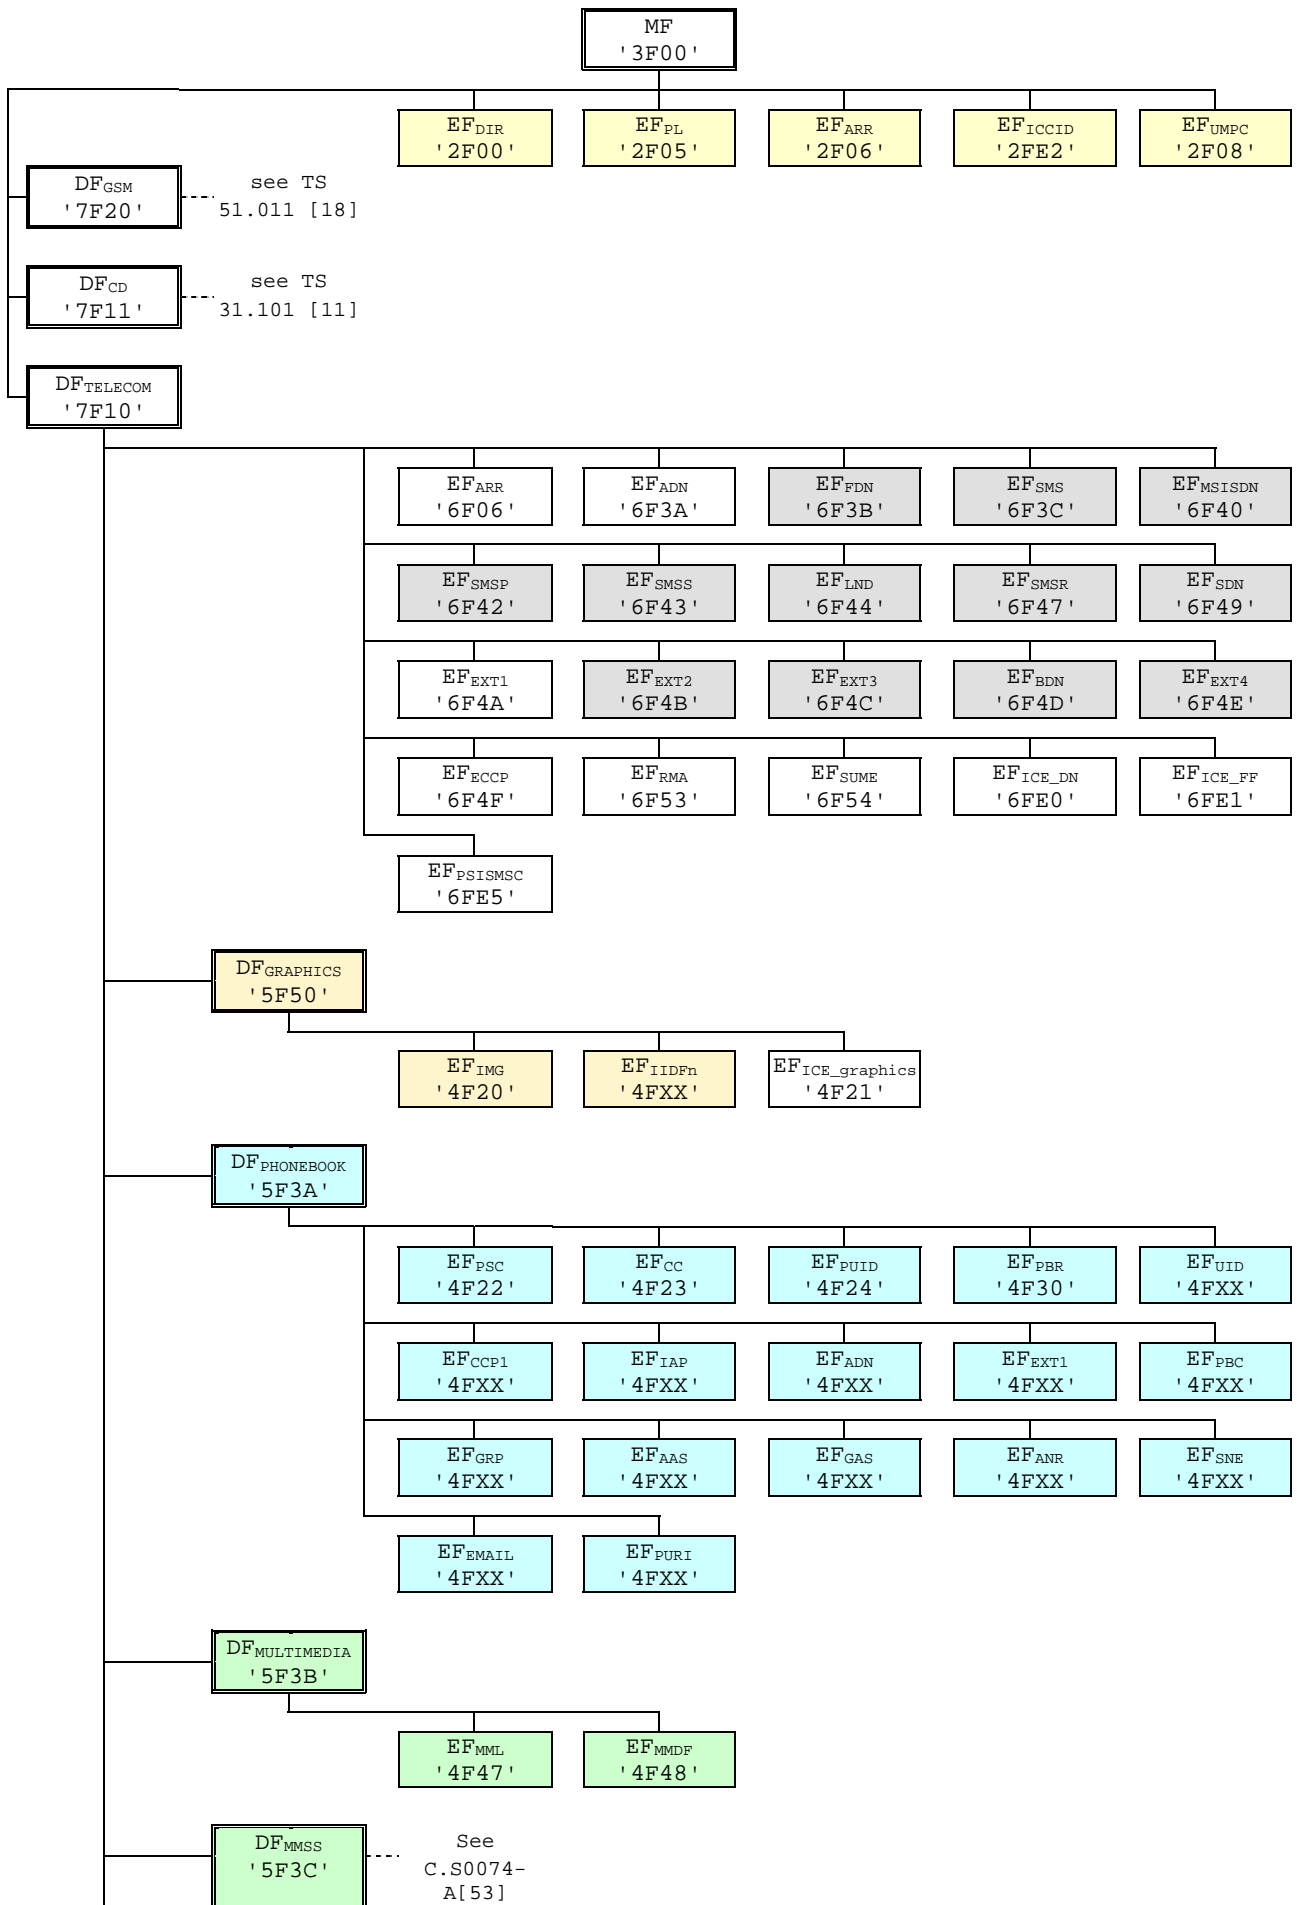 MF
'3F00'
EFDIR
'2F00'
EFPL
'2F05'
EFARR
'2F06'
EFICCID
'2FE2'
EFUMPC
'2F08'
DFGSM
'7F20'
see TS
51.011 [18]
DFCD
'7F11'
see TS
31.101 [11]
DFTELECOM
'7F10'
EFARR
'6F06'
EFADN
'6F3A'
EFFDN
'6F3B'
EFSMS
'6F3C'
EFMSISDN
'6F40'
EFSMSP
'6F42'
EFSMSS
'6F43'
EFLND
'6F44'
EFSMSR
'6F47'
EFSDN
'6F49'
EFEXT1
'6F4A'
EFEXT2
'6F4B'
EFEXT3
'6F4C'
EFBDN
'6F4D'
EFEXT4
'6F4E'
EFECCP
'6F4F'
EFRMA
'6F53'
EFSUME
'6F54'
EFICE_DN
'6FE0'
EFICE_FF
'6FE1'
EFPSISMSC
'6FE5'
DFGRAPHICS
'5F50'
EFIMG
'4F20'
EFIIDFn
'4FXX'
EFICE_graphics
'4F21'
DFPHONEBOOK
'5F3A'
EFPSC
'4F22'
EFCC
'4F23'
EFPUID
'4F24'
EFPBR
'4F30'
EFUID
'4FXX'
EFCCP1
'4FXX'
EFIAP
'4FXX'
EFADN
'4FXX'
EFEXT1
'4FXX'
EFPBC
'4FXX'
EFGRP
'4FXX'
EFAAS
'4FXX'
EFGAS
'4FXX'
EFANR
'4FXX'
EFSNE
'4FXX'
EFEMAIL
'4FXX'
EFPURI
'4FXX'
DFMULTIMEDIA
'5F3B'
EFMML
'4F47'
EFMMDF
'4F48'
DFMMSS
'5F3C'
See
C.S0074-
A[53]